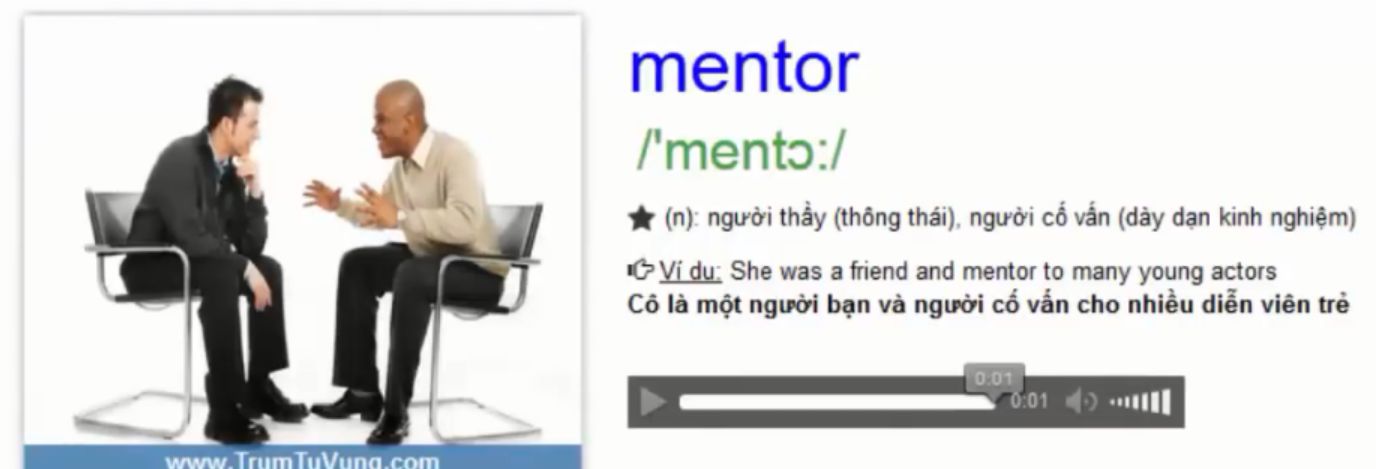 mentor
/'mentɔ:/
★ (n): người thầy (thông thái), người cố vấn (dày dạn kinh nghiệm)
Ví du: She was a friend and mentor to many young actors
Cô là một người bạn và người cố vấn cho nhiều diễn viên trẻ
0:01
0:01
www.TrumTuVung.com